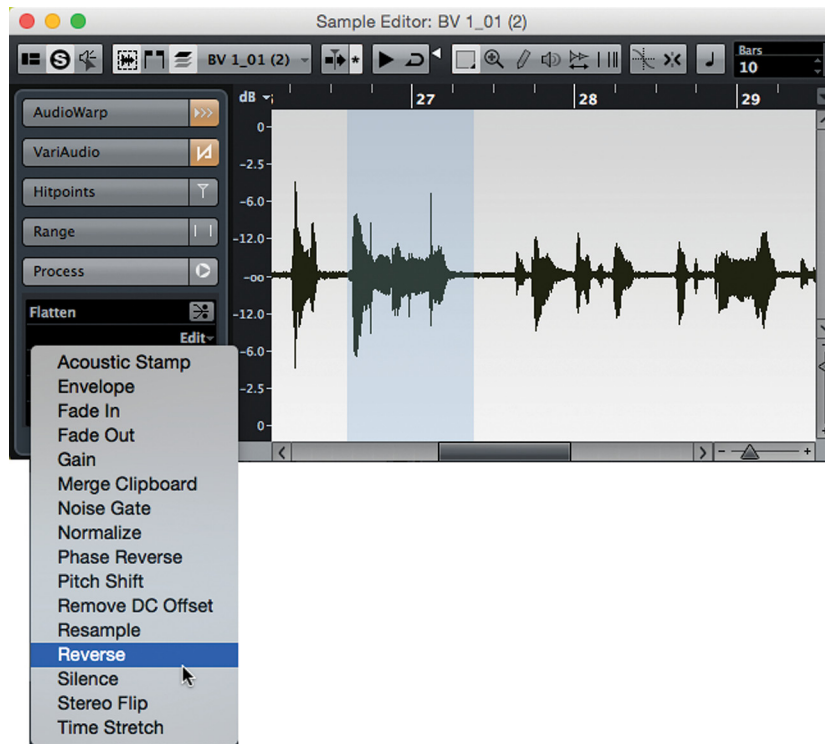 Sample Editor: BV 1_01 (2)
BV 1_01 (2)
Bars
10
dB
27
28
29
AudioWarp
VariAudio
Hitpoints
Range
Process
Flatten
Edit
0
-2.5
-6.0
-12.0
-oo
-12.0
-6.0
-2.5
0
Acoustic Stamp
Envelope
Fade In
Fade Out
Gain
Merge Clipboard
Noise Gate
Normalize
Phase Reverse
Pitch Shift
Remove DC Offset
Resample
Reverse
Silence
Stereo Flip
Time Stretch